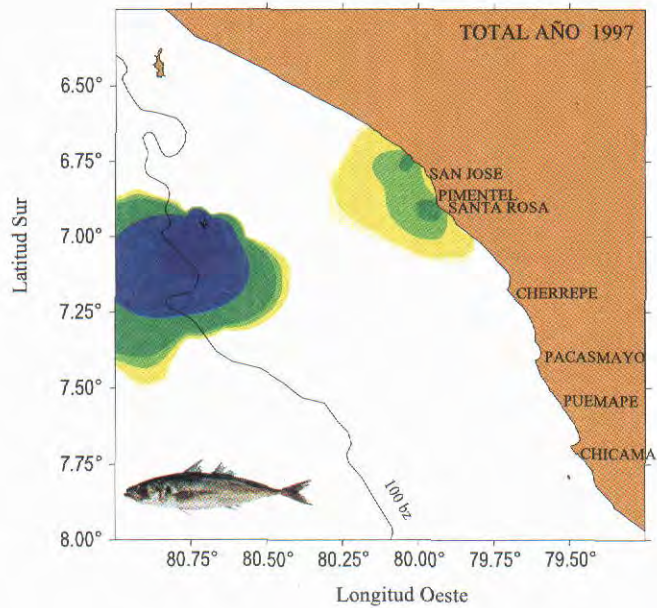 TOTAL AÑO 1997
6.50°
6.75°
7.00°
7.25°
7.50°
7.75°
8.00°
Latitud Sur
SAN JOSE
PIMENTEL
SANTA ROSA
CHERREPE
PACASMAYO
PUEMAPE
CHICAMA
100 bz
80.75° 80.50° 80.25° 80.00° 79.75° 79.50°
Longitud Oeste